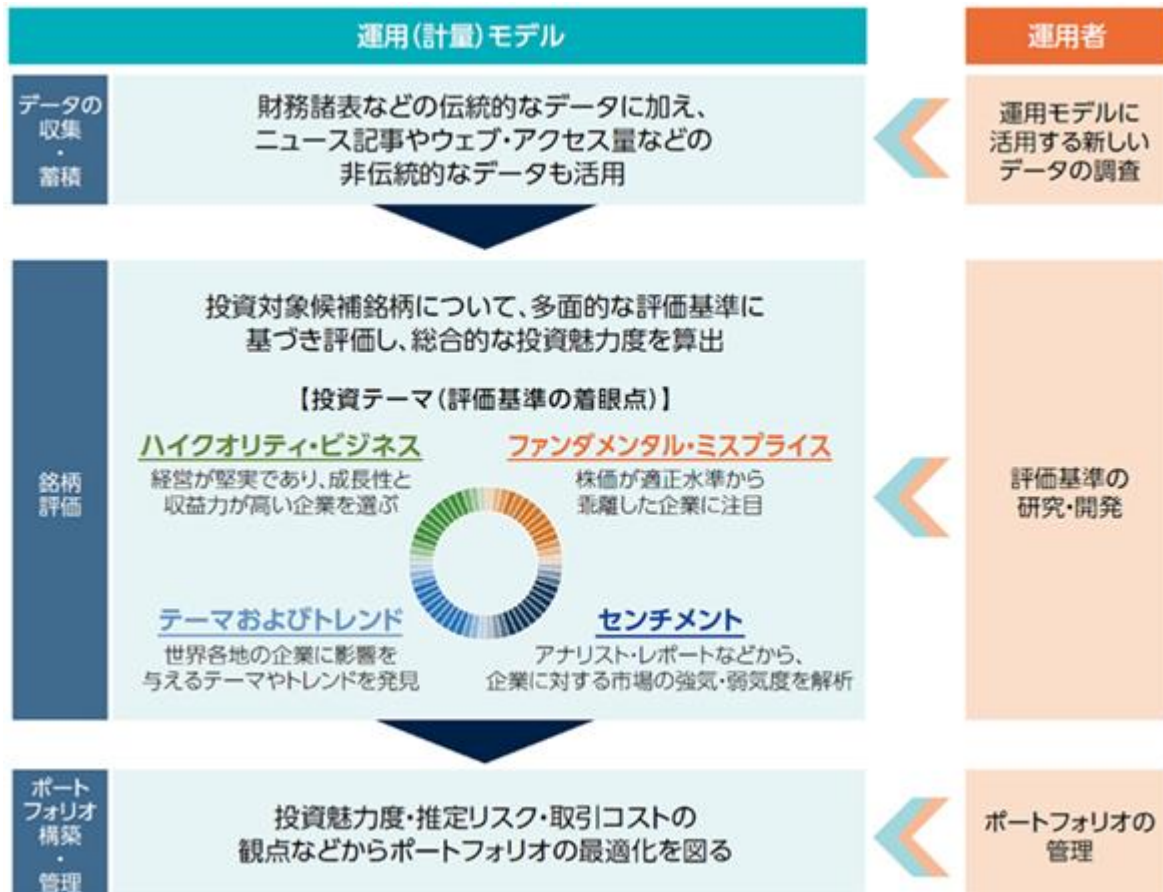 運用(計量)モデル
運用者
データの
収集
・
蓄積
財務諸表などの伝統的なデータに加え、
ニュース記事やウェブ・アクセス量などの
非伝統的なデータも活用
運用モデルに
活用する新しい
データの調査
銘柄
評価
投資対象候補銘柄について、多面的な評価基準に
基づき評価し、総合的な投資魅力度を算出
【投資テーマ(評価基準の着眼点)】
ハイクオリティ・ビジネス
経営が堅実であり、成長性と
収益力が高い企業を選ぶ
ファンダメンタル・ミスプライス
株価が適正水準から
乖離した企業に注目
テーマおよびトレンド
世界各地の企業に影響を
与えるテーマやトレンドを発見
センチメント
アナリスト・レポートなどから、
企業に対する市場の強気・弱気度を解析
評価基準の
研究・開発
ポート
フォリオ
構築
・
管理
投資魅力度・推定リスク・取引コストの
観点などからポートフォリオの最適化を図る
ポートフォリオの
管理